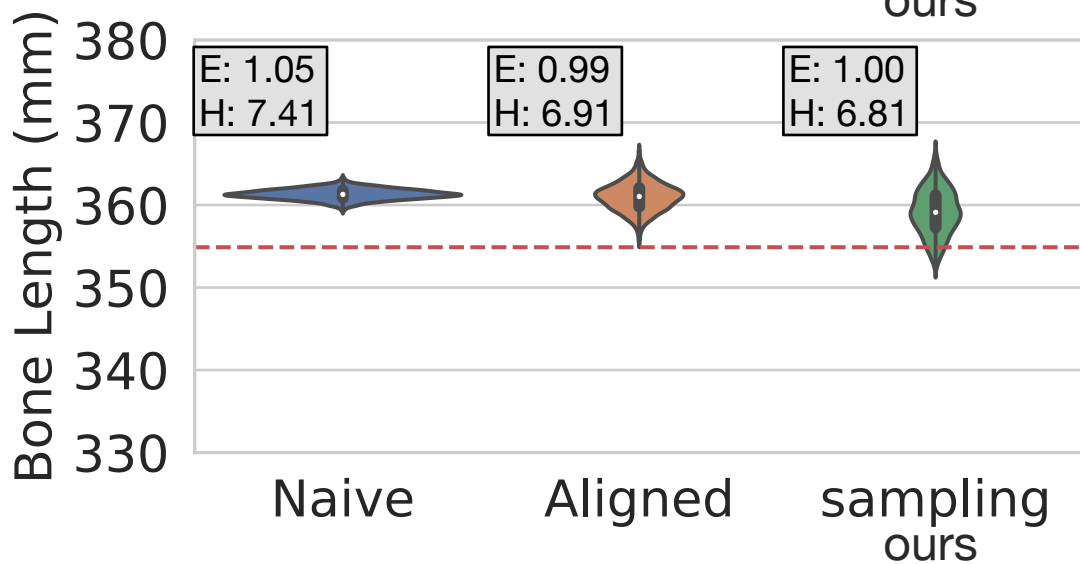 ours
Bone Length (mm)
380
370
360
350
340
330
E: 1.05
H: 7.41
E: 0.99
H: 6.91
E: 1.00
H: 6.81
Naive
Aligned
sampling
ours